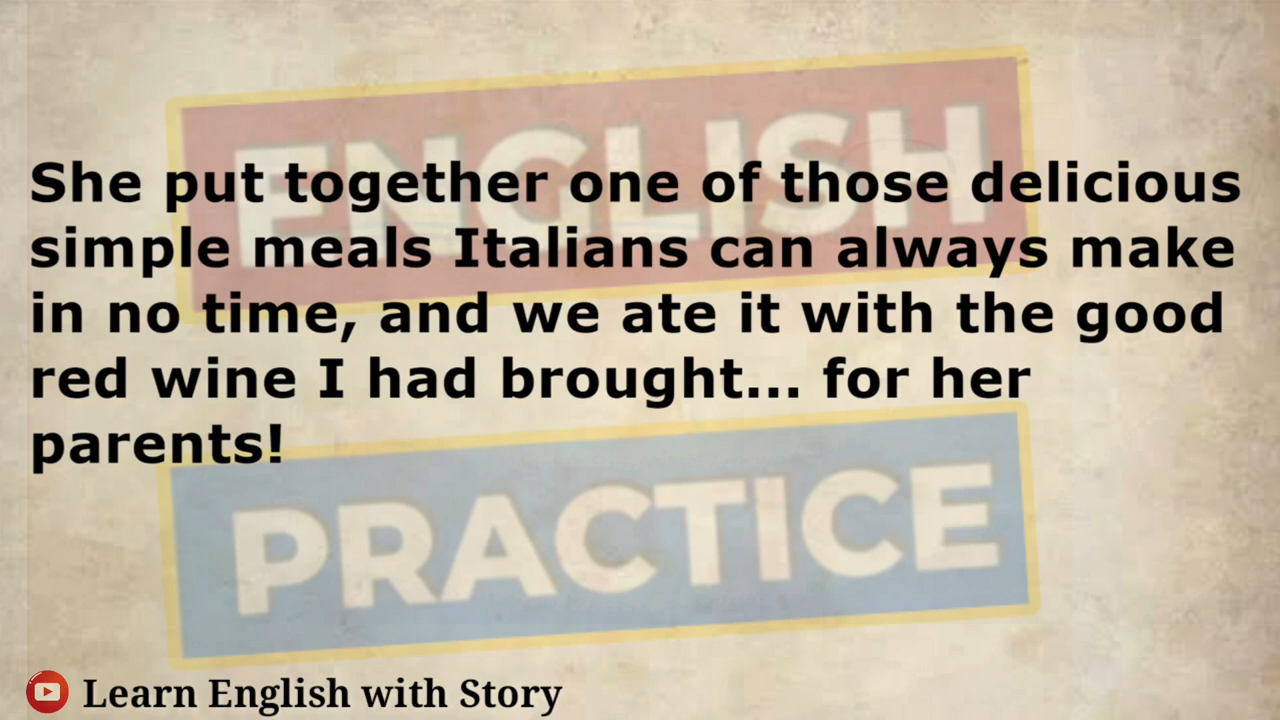 ENGLISH
She put together one of those delicious
simple meals Italians can always make
in no time, and we ate it with the good
red wine I had brought... for her
parents!
PRACTICE
Learn English with Story